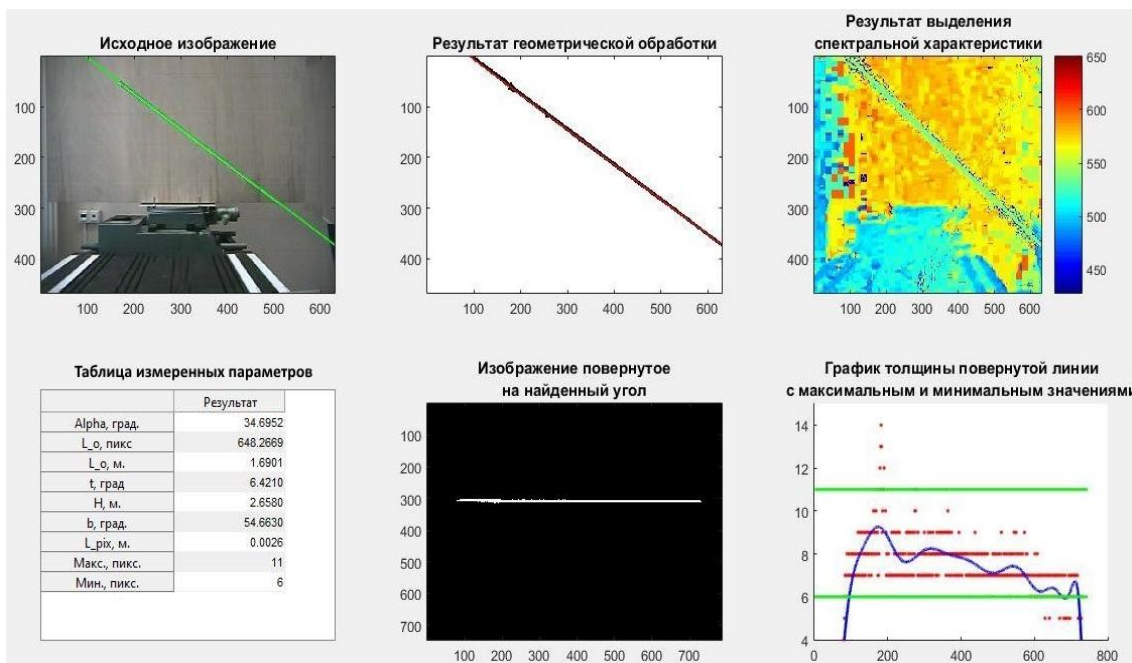 Исходное изображение
100
200
300
400
100 200 300 400 500 600
Результат геометрической обработки
100
200
300
400
100 200 300 400 500 600
Результат выделения
спектральной характеристики
100
200
300
400
100 200 300 400 500 600
650
600
550
500
450
Таблица измеренных параметров
Результат
Alpha, град. 34.6952
L_o, пикс 648.2669
L_o, м. 1.6901
t, град 6.4210
H, м. 2.6580
b, град. 54.6630
L_pix, м. 0.0026
Макс., пикс. 11
Мин., пикс. 6
Изображение повернутое
на найденный угол
100
200
300
400
500
600
700
100 200 300 400 500 600 700
График толщины повернутой линии
с максимальным и минимальным значениями
14
12
10
8
6
4
0 200 400 600 800